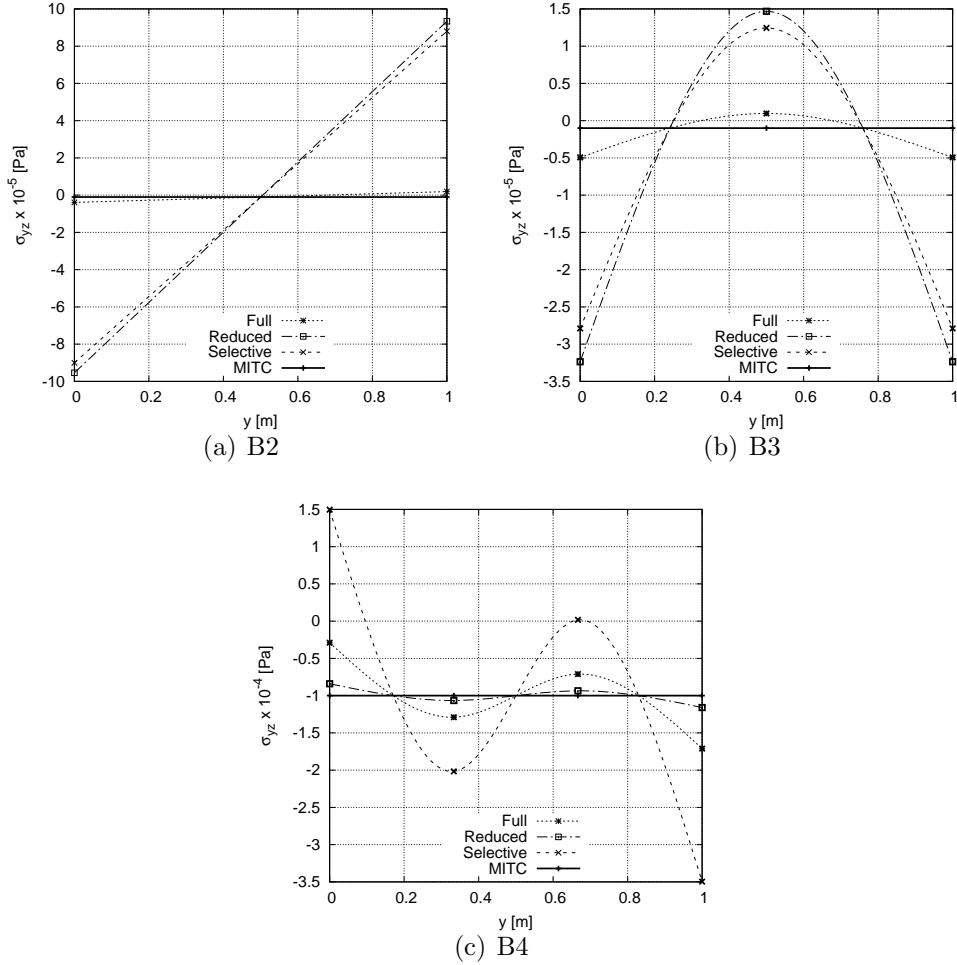 10
8
6
4
2
0
-2
-4
-6
-8
-10
0
0.2
0.4
0.6
0.8
1
σyz x 10-5 [Pa]
y [m]
Full
Reduced
Selective
MITC
(a) B2
1.5
1
0.5
0
-0.5
-1
-1.5
-2
-2.5
-3
-3.5
0
0.2
0.4
0.6
0.8
1
σyz x 10-5 [Pa]
y [m]
Full
Reduced
Selective
MITC
(b) B3
1.5
1
0.5
0
-0.5
-1
-1.5
-2
-2.5
-3
-3.5
0
0.2
0.4
0.6
0.8
1
σyz x 10-4 [Pa]
y [m]
Full
Reduced
Selective
MITC
(c) B4